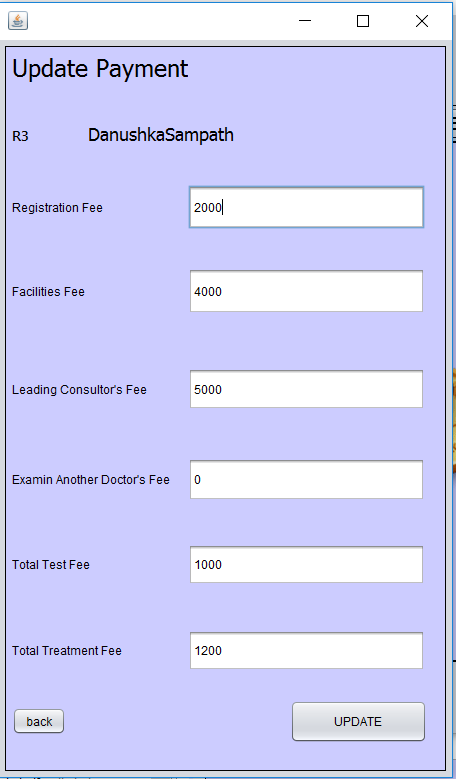 Update Payment
R3 DanushkaSampath
Registration Fee 2000
Facilities Fee 4000
Leading Consultor's Fee 5000
Examin Another Doctor's Fee 0
Total Test Fee 1000
Total Treatment Fee 1200
back UPDATE